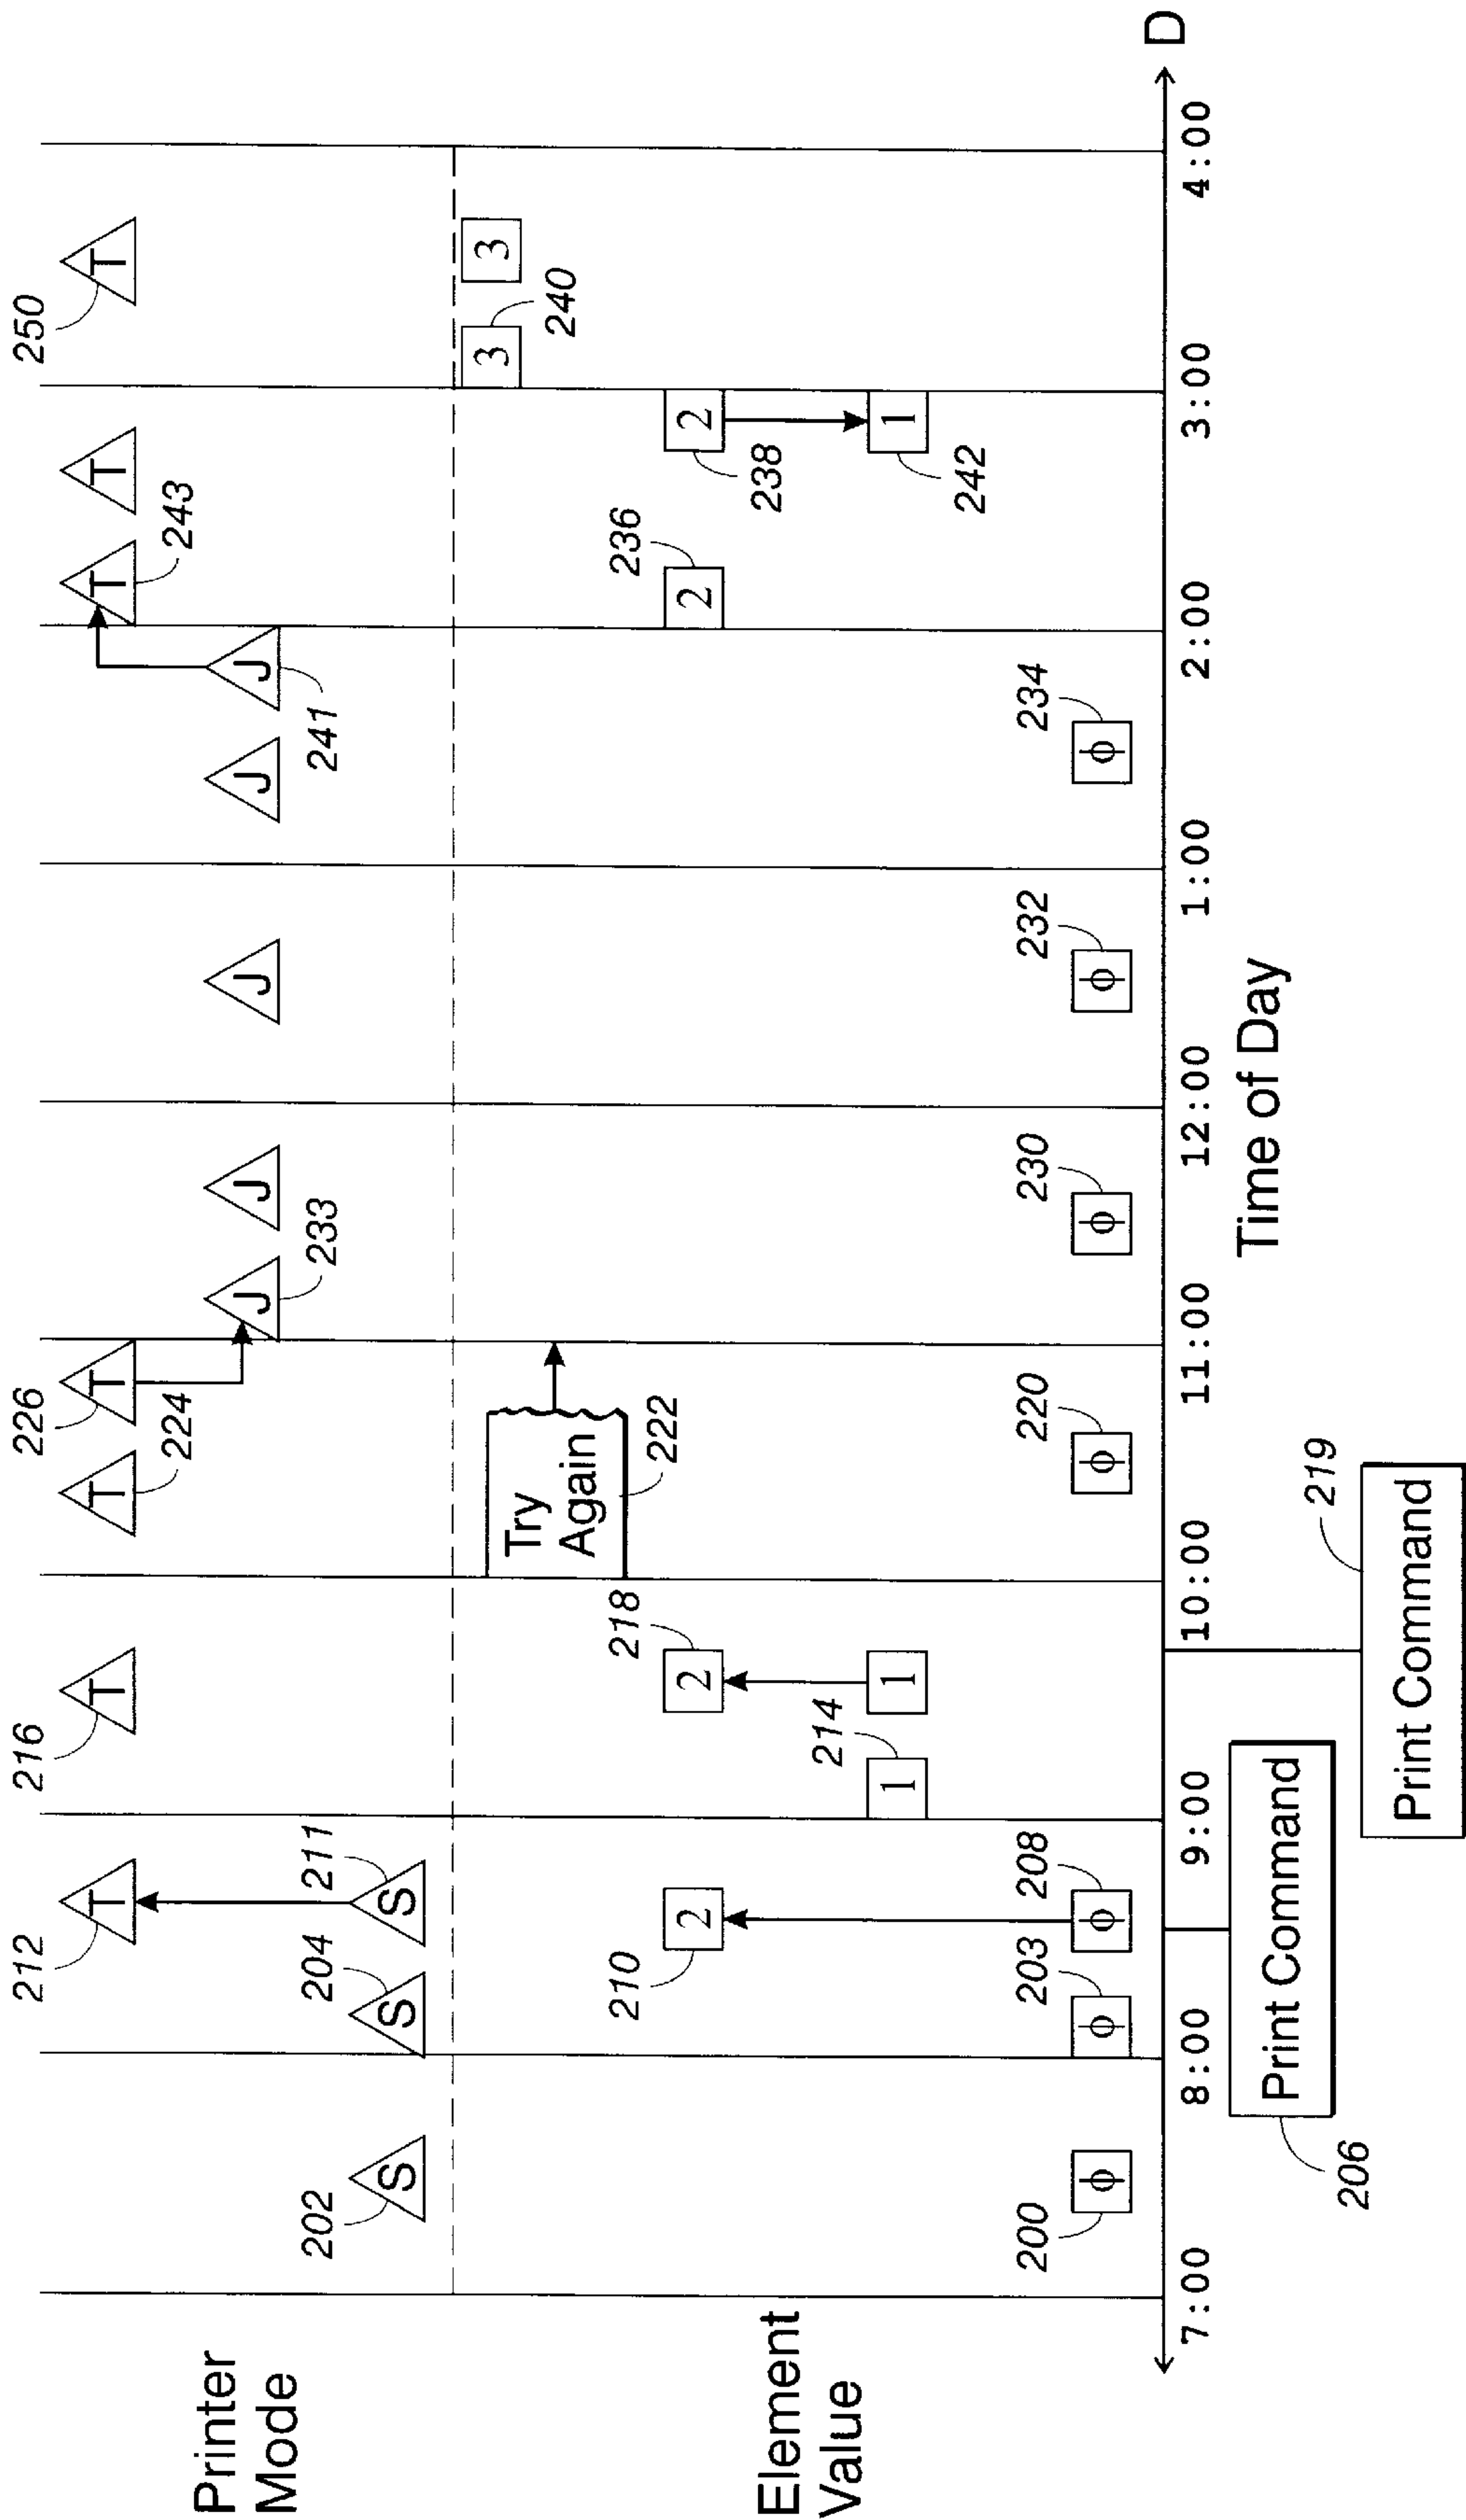 Printer
Mode
Element
Value
212
T
216
T
226
T
224
T
T
243
T
250
T
204
211
233
241
J
J
J
J
J
202
S
S
S
Try
Again
222
3
3
240
210
2
218
2
236
2
2
238
214
1
1
1
242
200
ϕ
203
ϕ
208
ϕ
220
ϕ
230
ϕ
232
ϕ
234
ϕ
D
7:00
8:00
9:00
10:00
11:00
12:00
1:00
2:00
3:00
4:00
Time of Day
206
Print Command
219
Print Command